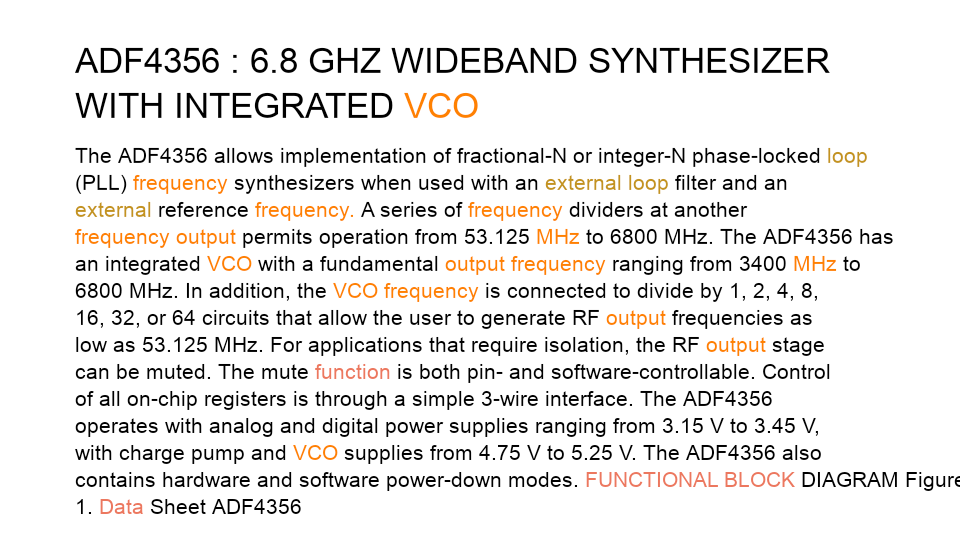 ADF4356 : 6.8 GHZ WIDEBAND SYNTHESIZER
WITH INTEGRATED VCO
The ADF4356 allows implementation of fractional-N or integer-N phase-locked loop
(PLL) frequency synthesizers when used with an external loop filter and an
external reference frequency. A series of frequency dividers at another
frequency output permits operation from 53.125 MHz to 6800 MHz. The ADF4356 has
an integrated VCO with a fundamental output frequency ranging from 3400 MHz to
6800 MHz. In addition, the VCO frequency is connected to divide by 1, 2, 4, 8,
16, 32, or 64 circuits that allow the user to generate RF output frequencies as
low as 53.125 MHz. For applications that require isolation, the RF output stage
can be muted. The mute function is both pin- and software-controllable. Control
of all on-chip registers is through a simple 3-wire interface. The ADF4356
operates with analog and digital power supplies ranging from 3.15 V to 3.45 V,
with charge pump and VCO supplies from 4.75 V to 5.25 V. The ADF4356 also
contains hardware and software power-down modes. FUNCTIONAL BLOCK DIAGRAM Figure
1. Data Sheet ADF4356